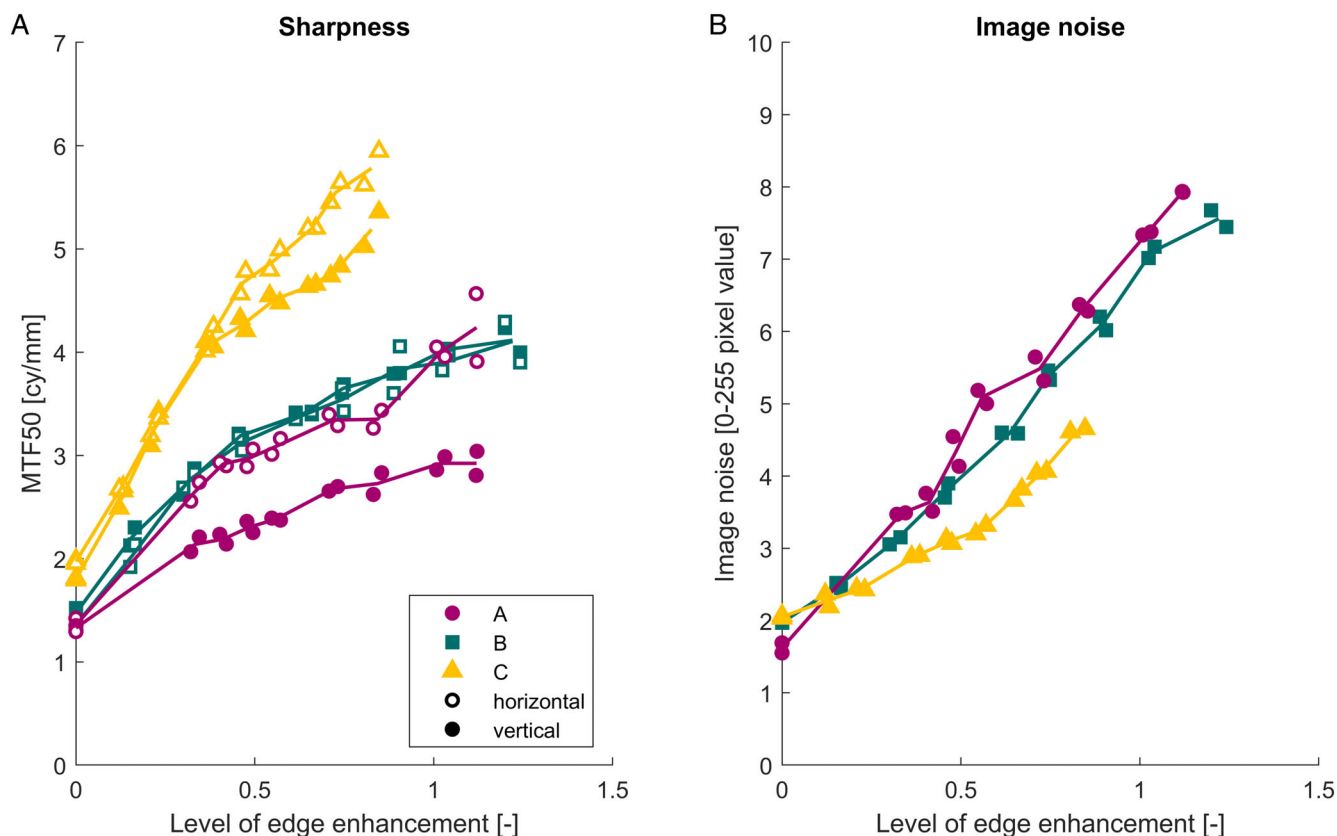 A
Sharpness
7
6
5
4
3
2
1
0
0
0.5
1
1.5
MTF50 [cy/mm]
Level of edge enhancement [-]
A
B
C
horizontal
vertical
B
Image noise
10
9
8
7
6
5
4
3
2
1
0
0
0.5
1
1.5
Image noise [0-255 pixel value]
Level of edge enhancement [-]